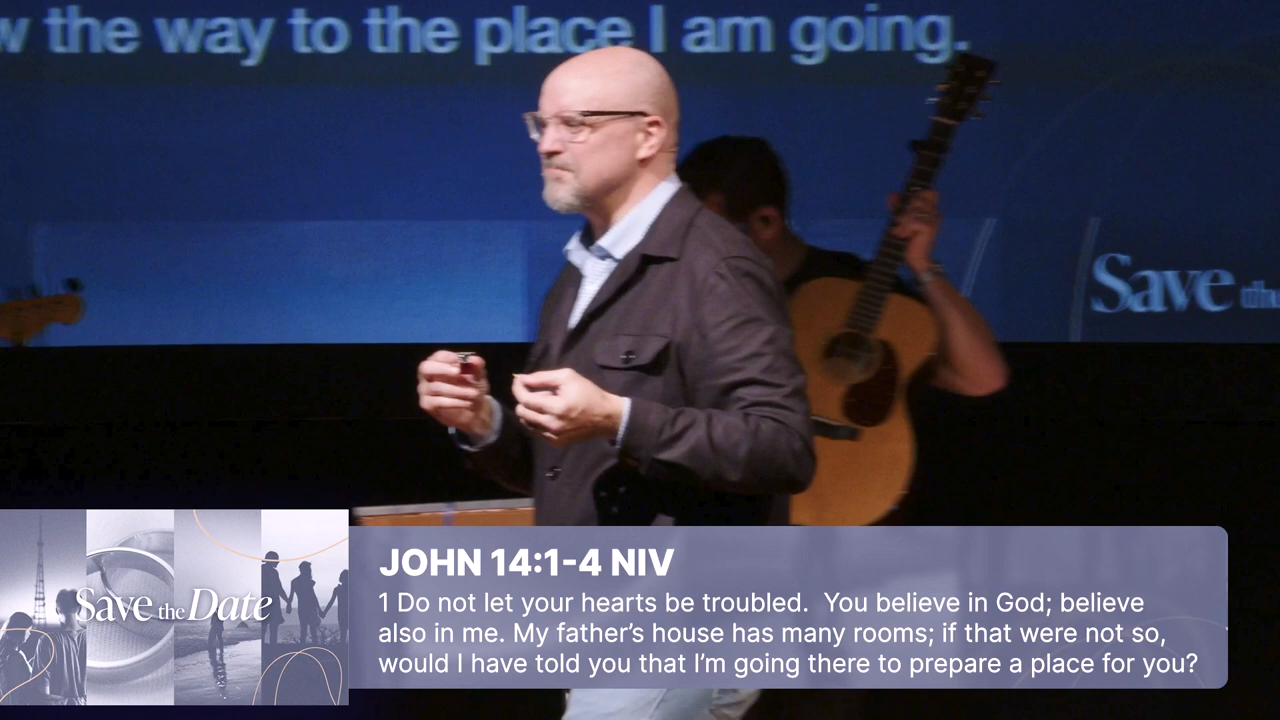 the way to the place I am going.
Save
Save the Date
JOHN 14:1-4 NIV
1 Do not let your hearts be troubled.  You believe in God; believe
also in me. My father’s house has many rooms; if that were not so,
would I have told you that I’m going there to prepare a place for you?